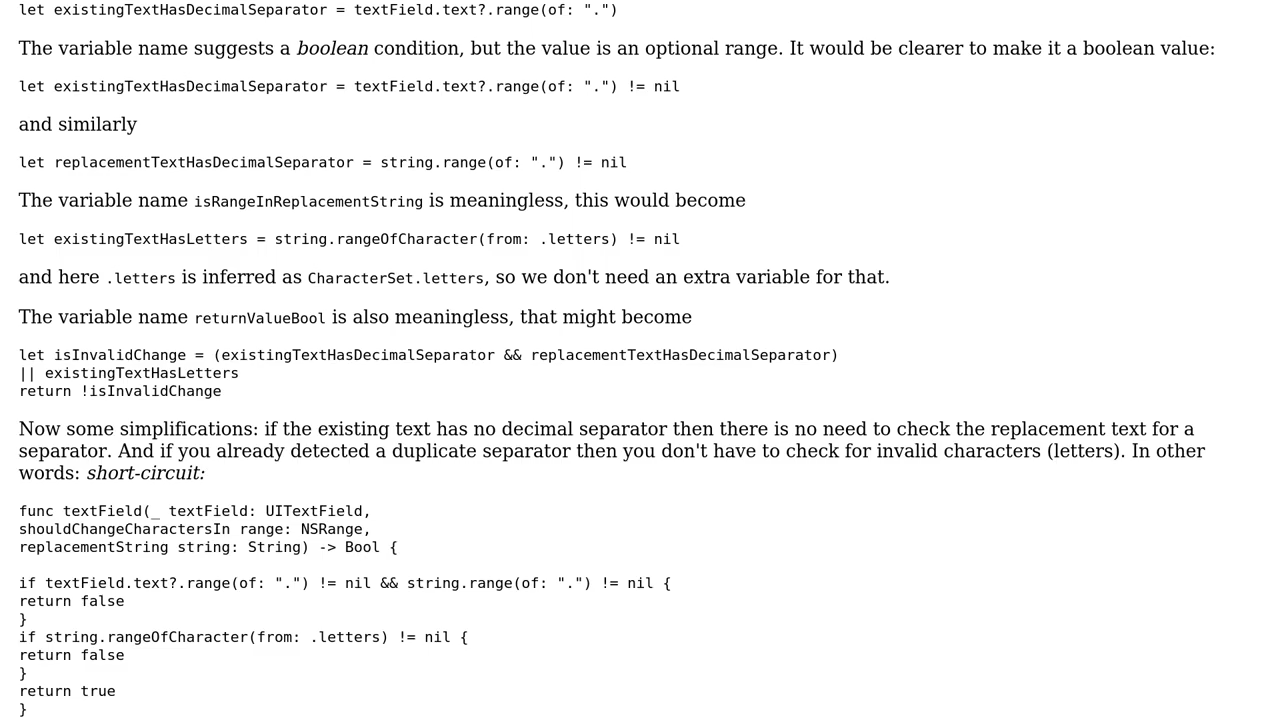 let existingTextHasDecimalSeparator = textField.text?.range(of: ".")
The variable name suggests a boolean condition, but the value is an optional range. It would be clearer to make it a boolean value:
let existingTextHasDecimalSeparator = textField.text?.range(of: ".") != nil
and similarly
let replacementTextHasDecimalSeparator = string.range(of: ".") != nil
The variable name isRangeInReplacementString is meaningless, this would become
let existingTextHasLetters = string.rangeOfCharacter(from: .letters) != nil
and here .letters is inferred as CharacterSet.letters, so we don't need an extra variable for that.
The variable name returnValueBool is also meaningless, that might become
let isInvalidChange = (existingTextHasDecimalSeparator && replacementTextHasDecimalSeparator)
|| existingTextHasLetters
return !isInvalidChange
Now some simplifications: if the existing text has no decimal separator then there is no need to check the replacement text for a
separator. And if you already detected a duplicate separator then you don't have to check for invalid characters (letters). In other
words: short-circuit:
func textField(_ textField: UITextField,
shouldChangeCharactersIn range: NSRange,
replacementString string: String) -> Bool {
if textField.text?.range(of: ".") != nil && string.range(of: ".") != nil {
return false
}
if string.rangeOfCharacter(from: .letters) != nil {
return false
}
return true
}